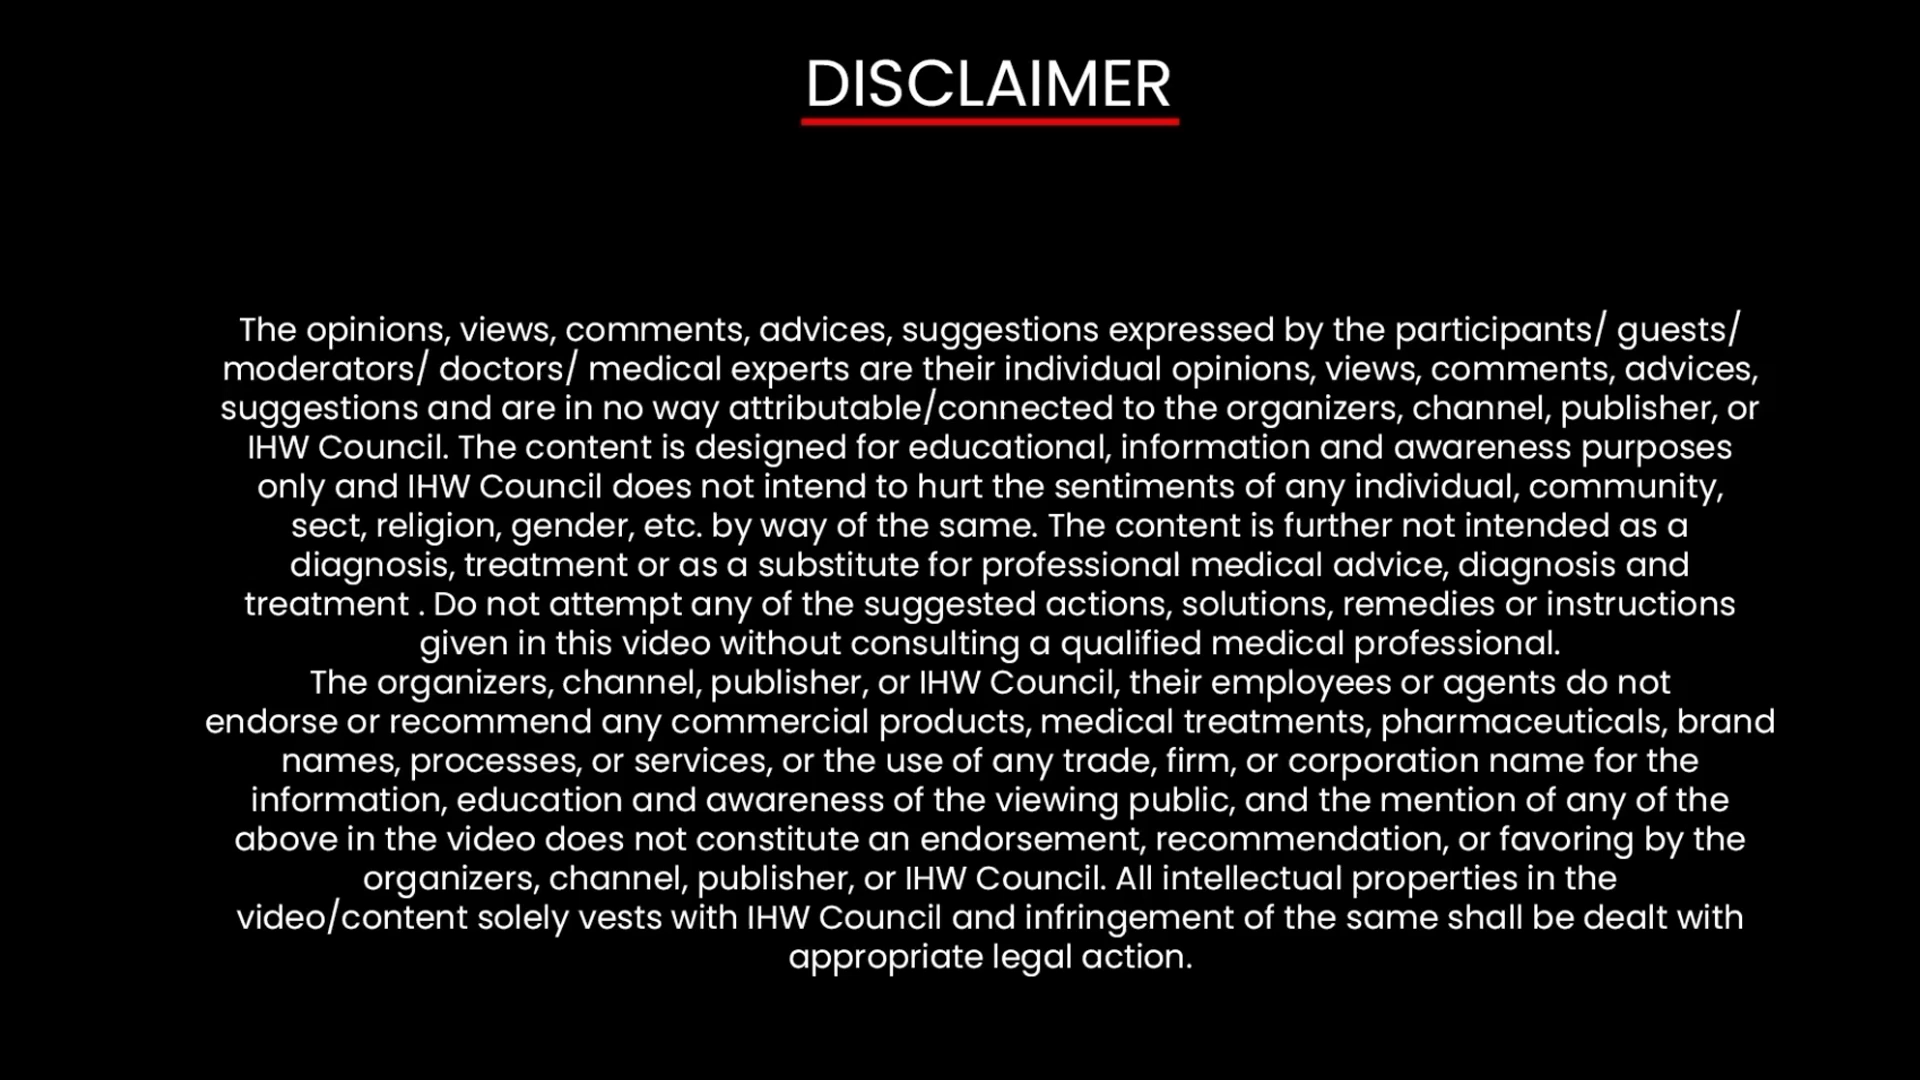 DISCLAIMER
The opinions, views, comments, advices, suggestions expressed by the participants/ guests/
moderators/ doctors/ medical experts are their individual opinions, views, comments, advices,
suggestions and are in no way attributable/connected to the organizers, channel, publisher, or
IHW Council. The content is designed for educational, information and awareness purposes
only and IHW Council does not intend to hurt the sentiments of any individual, community,
sect, religion, gender, etc. by way of the same. The content is further not intended as a
diagnosis, treatment or as a substitute for professional medical advice, diagnosis and
treatment . Do not attempt any of the suggested actions, solutions, remedies or instructions
given in this video without consulting a qualified medical professional.
The organizers, channel, publisher, or IHW Council, their employees or agents do not
endorse or recommend any commercial products, medical treatments, pharmaceuticals, brand
names, processes, or services, or the use of any trade, firm, or corporation name for the
information, education and awareness of the viewing public, and the mention of any of the
above in the video does not constitute an endorsement, recommendation, or favoring by the
organizers, channel, publisher, or IHW Council. All intellectual properties in the
video/content solely vests with IHW Council and infringement of the same shall be dealt with
appropriate legal action.